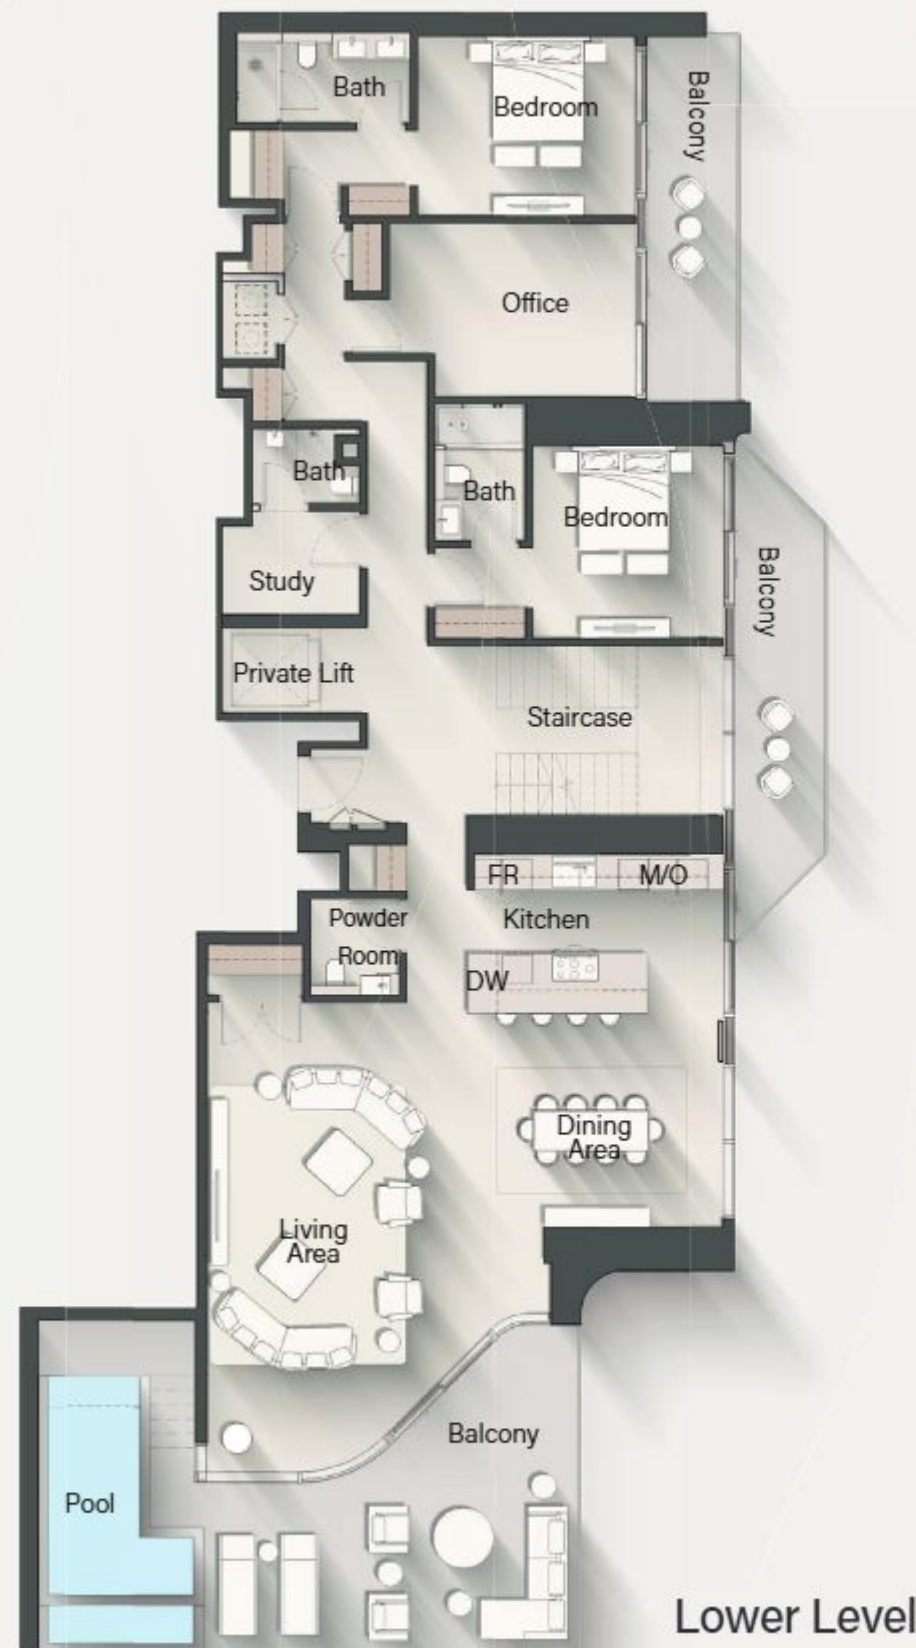 Bath
Bedroom
Balcony
Office
Bath
Bath
Bedroom
Balcony
Study
Private Lift
Staircase
FR
M/O
Powder
Room
Kitchen
DW
Dining
Area
Living
Area
Balcony
Pool
Lower Level